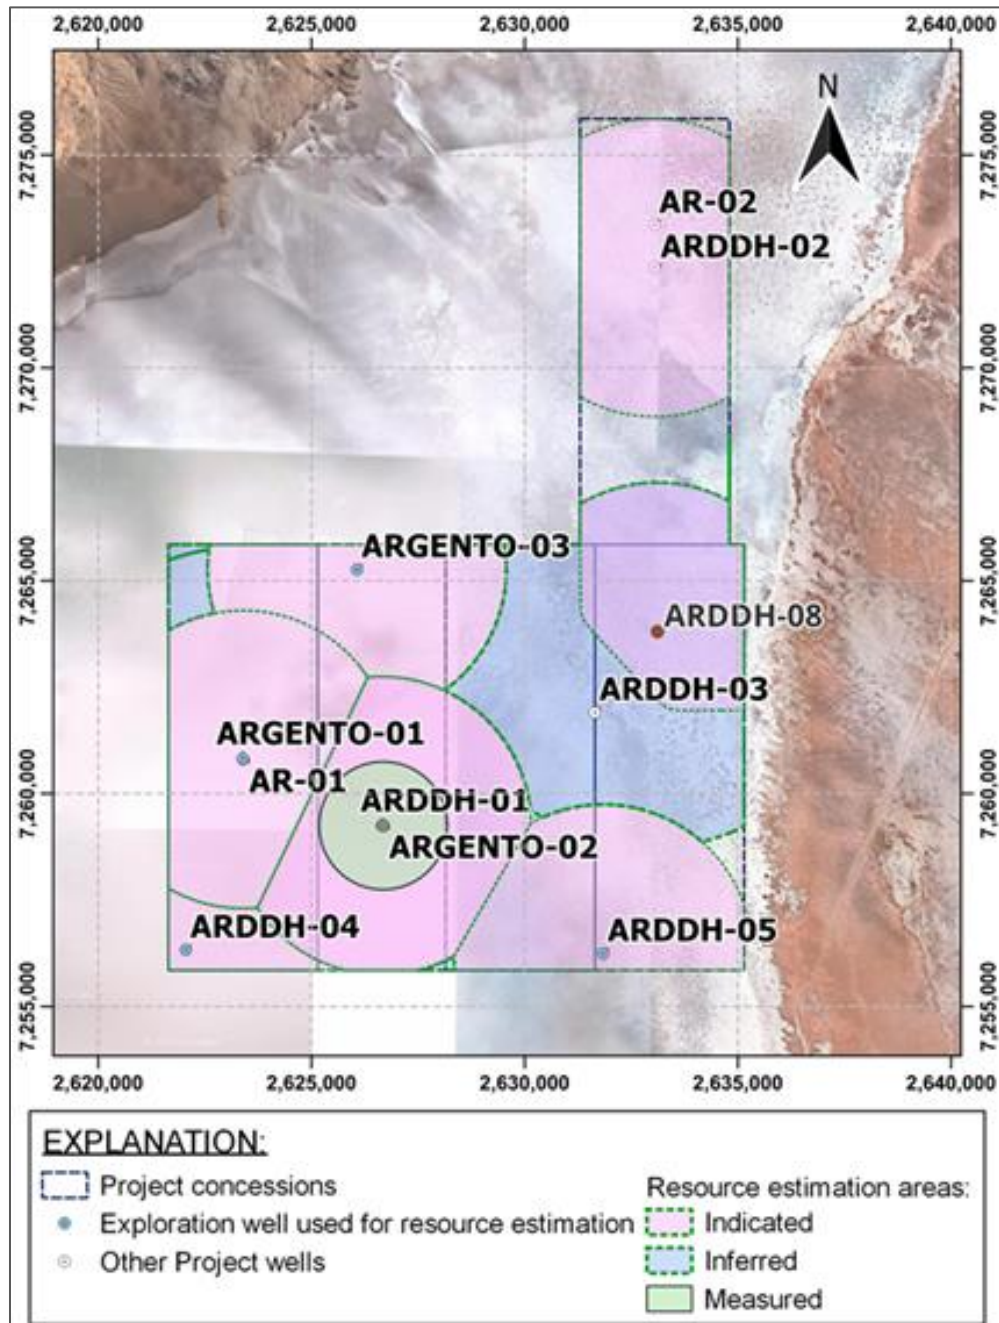 2,620,000 2,625,000 2,630,000 2,635,000 2,640,000
N
7,275,000 7,275,000
AR-02
ARDDH-02
7,270,000 7,270,000
ARGENTO-03
7,265,000 7,265,000
ARDDH-08
ARDDH-03
ARGENTO-01
AR-01
7,260,000 7,260,000
ARDDH-01
ARGENTO-02
ARDDH-04
ARDDH-05
7,255,000 7,255,000
2,620,000 2,625,000 2,630,000 2,635,000 2,640,000
EXPLANATION:
Project concessions
Exploration well used for resource estimation
Other Project wells
Resource estimation areas:
Indicated
Inferred
Measured